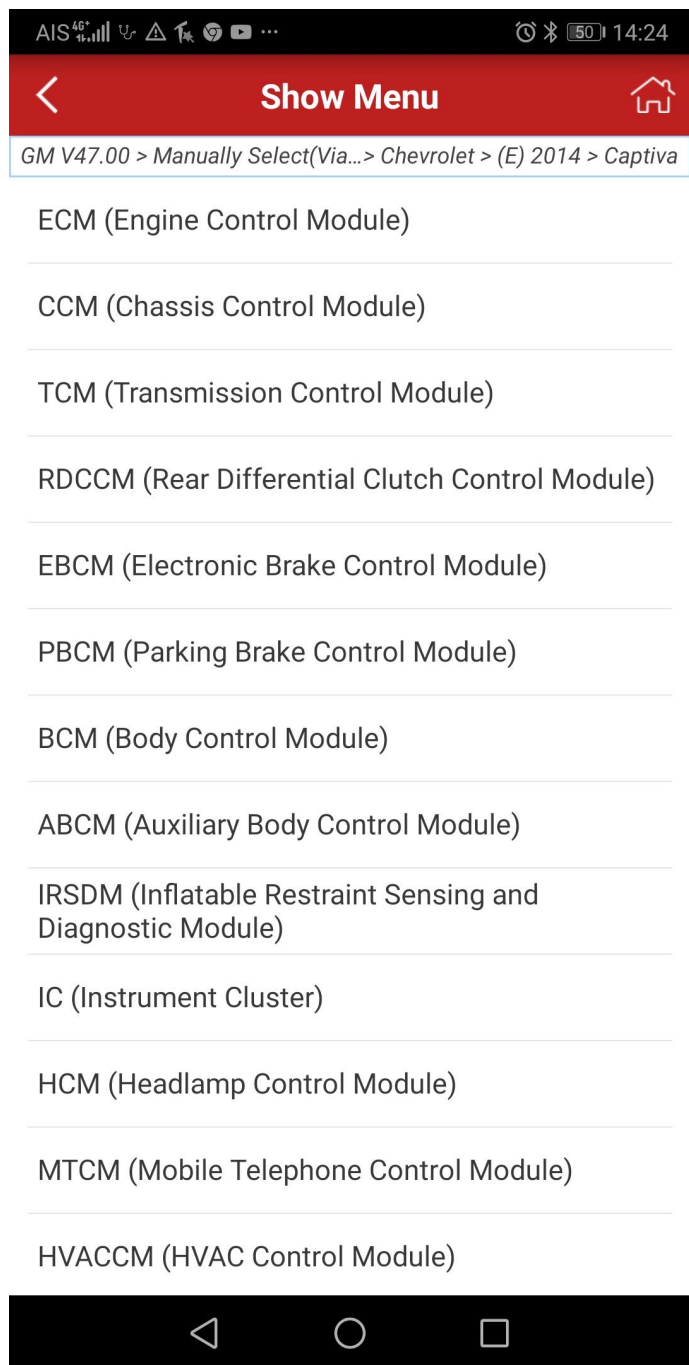 AIS 4G+ 50 14:24
Show Menu
GM V47.00 > Manually Select(Via...> Chevrolet > (E) 2014 > Captiva
ECM (Engine Control Module)
CCM (Chassis Control Module)
TCM (Transmission Control Module)
RDCCM (Rear Differential Clutch Control Module)
EBCM (Electronic Brake Control Module)
PBCM (Parking Brake Control Module)
BCM (Body Control Module)
ABCM (Auxiliary Body Control Module)
IRSDM (Inflatable Restraint Sensing and
Diagnostic Module)
IC (Instrument Cluster)
HCM (Headlamp Control Module)
MTCM (Mobile Telephone Control Module)
HVACCM (HVAC Control Module)